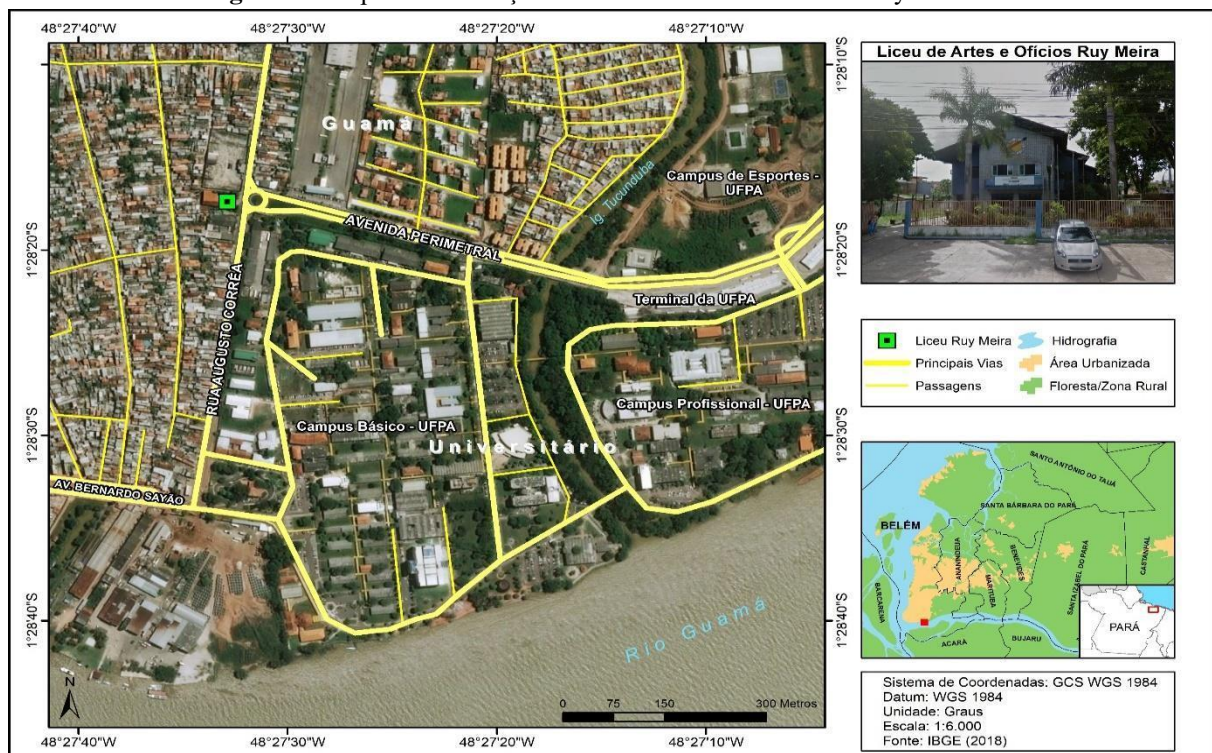 48°27'40"W
48°27'30"W
48°27'20"W
48°27'10"W
1°28'10"S
1°28'20"S
1°28'30"S
1°28'40"S
Guamá
Ig. Tucunduba
Campus de Esportes -
UFPA
AVENIDA PERIMETRAL
Terminal da UFPA
RUA AUGUSTO CORRÊA
Campus Básico - UFPA
Campus Profissional - UFPA
Universitário
AV. BERNARDO SAYÃO
Rio Guamá
N
0 75 150 300 Metros
48°27'40"W
48°27'30"W
48°27'20"W
48°27'10"W
1°28'10"S
1°28'20"S
1°28'30"S
1°28'40"S
Liceu de Artes e Ofícios Ruy Meira
Liceu Ruy Meira
Hidrografia
Principais Vias
Área Urbanizada
Passagens
Floresta/Zona Rural
SANTO ANTÔNIO DO TAUÁ
SANTA BÁRBARA DO PARÁ
BELÉM
ANANINDEUA
BENEVIDES
MARITUBA
SANTA IZABEL DO PARÁ
CASTANHAL
BARCARENA
ACARÁ
BUJARU
PARÁ
Sistema de Coordenadas: GCS WGS 1984
Datum: WGS 1984
Unidade: Graus
Escala: 1:6.000
Fonte: IBGE (2018)